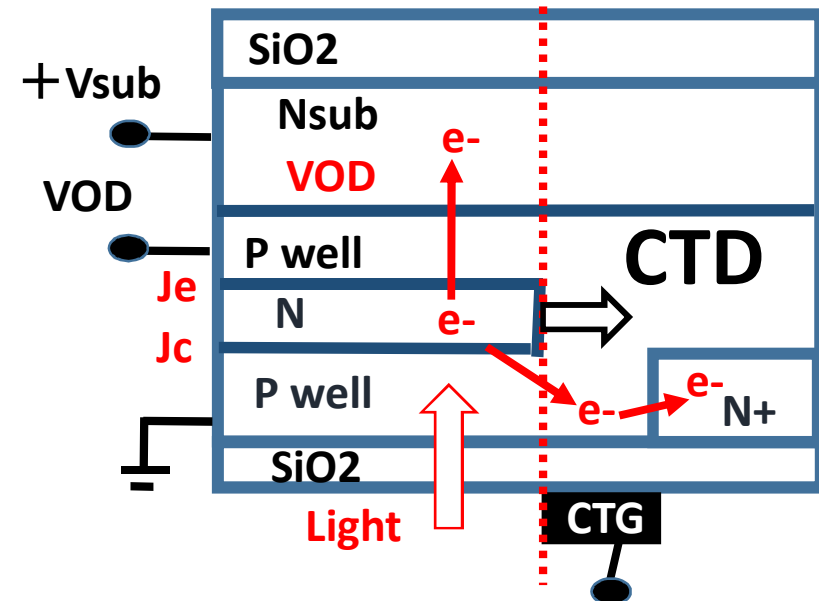 SiO2
＋Vsub
Nsub
e-
VOD
VOD
CTD
P well
Je
N
e-
Jc
P well
e-
e-
N+
SiO2
Light
CTG